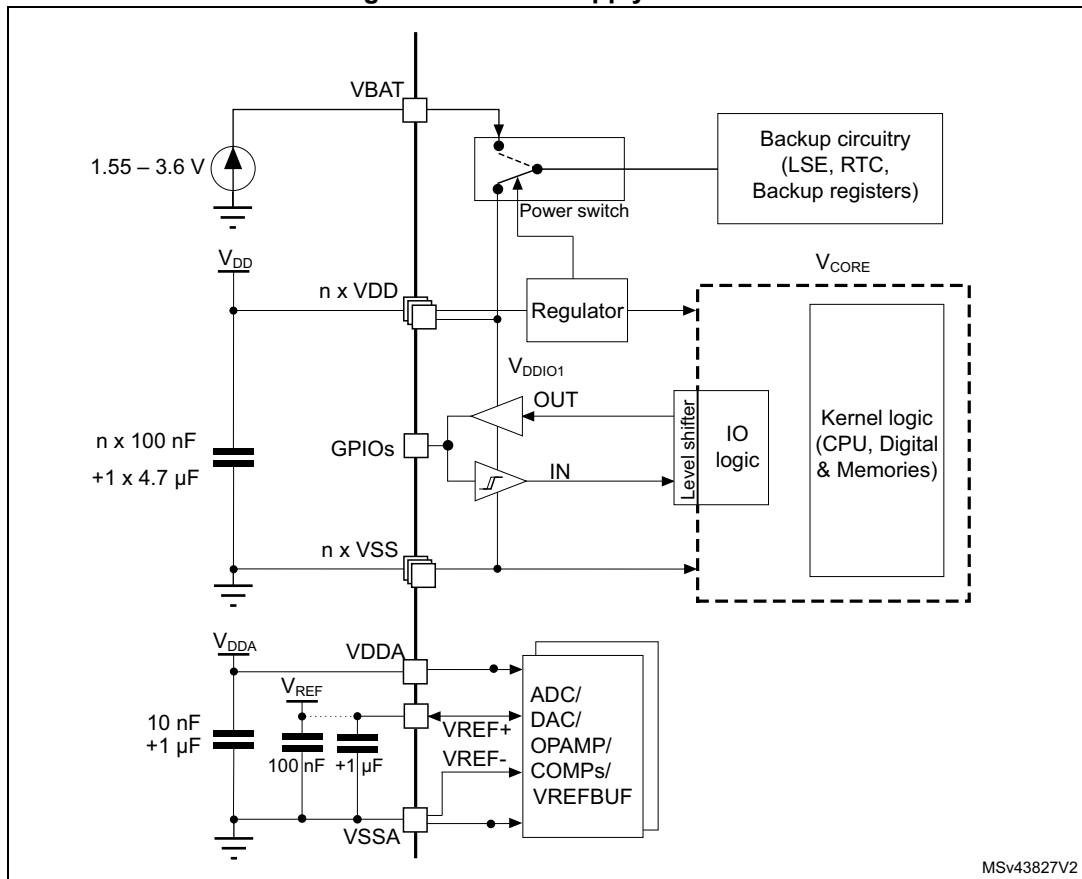 VBAT
1.55 – 3.6 V
Backup circuitry
(LSE, RTC,
Backup registers)
Power switch
VDD
n x VDD
Regulator
VCORE
VDDIO1
OUT
n x 100 nF
+1 x 4.7 µF
GPIOs
IN
Level shifter
IO
logic
Kernel logic
(CPU, Digital
& Memories)
n x VSS
VDDA
VDDA
VREF
10 nF
+1 µF
100 nF
+1 µF
VREF+
VREF-
ADC/
DAC/
OPAMP/
COMPs/
VREFBUF
VSSA
MSv43827V2